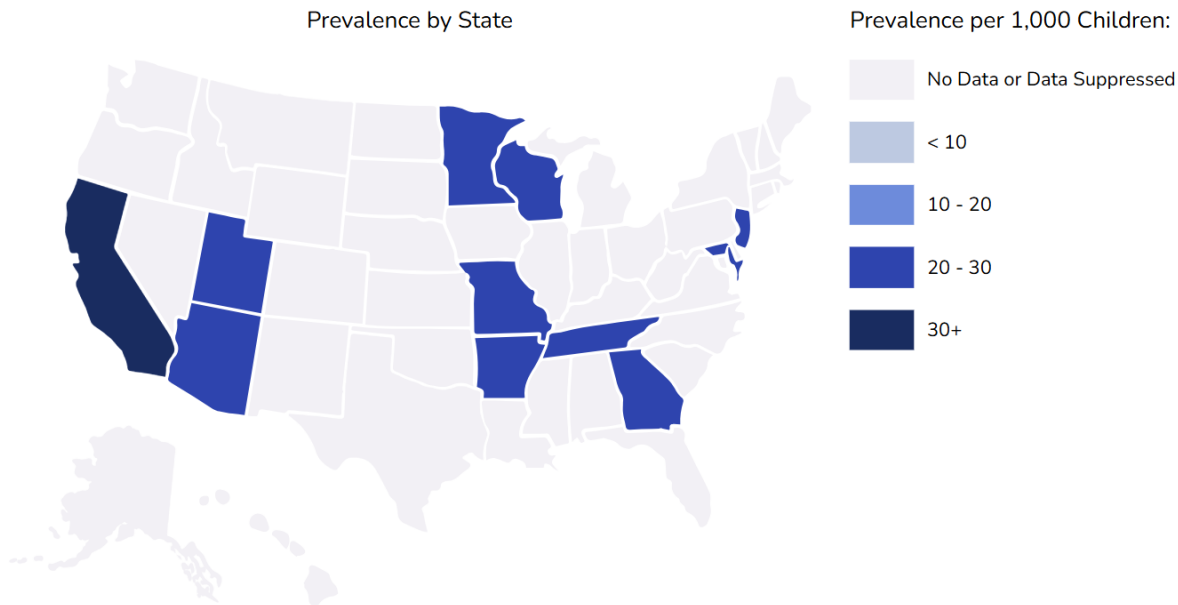 Prevalence by State
Prevalence per 1,000 Children:
No Data or Data Suppressed
< 10
10 - 20
20 - 30
30+